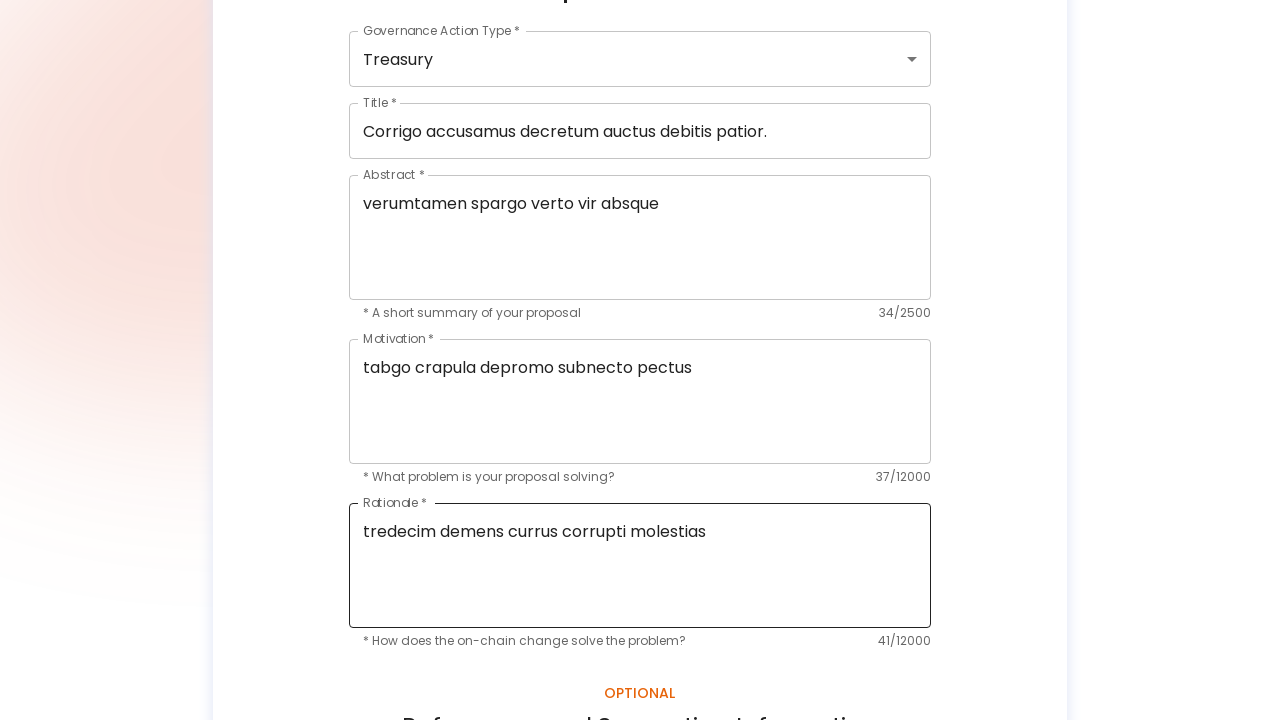 Governance Action Type *
Treasury
Title *
Corrigo accusamus decretum auctus debitis patior.
Abstract *
verumtamen spargo verto vir absque
* A short summary of your proposal 34/2500
Motivation *
tabgo crapula depromo subnecto pectus
* What problem is your proposal solving? 37/12000
Rationale *
tredecim demens currus corrupti molestias
* How does the on-chain change solve the problem? 41/12000
OPTIONAL